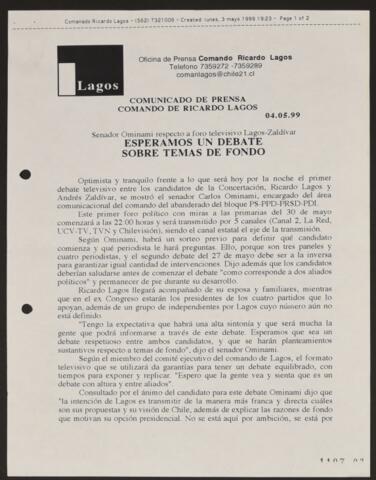 Comando Ricardo Lagos - (562) 7321006 - Created: lunes, 3 mayo 1999 19:23 - Page 1 of 2
Lagos
Oficina de Prensa Comando Ricardo Lagos
Telefono 7359272 -7359289
comanlagos@chile21.cl
COMUNICADO DE PRENSA
COMANDO DE RICARDO LAGOS
04.05.99
Senador Ominami respecto a foro televisivo Lagos-Zaldívar
ESPERAMOS UN DEBATE
SOBRE TEMAS DE FONDO
Optimista y tranquilo frente a lo que será hoy por la noche el primer
debate televisivo entre los candidatos de la Concertación, Ricardo Lagos y
Andrés Zaldívar, se mostró el senador Carlos Ominami, encargado del área
comunicacional del comando del abanderado del bloque PS-PPD-PRSD-PDI.
Este primer foro político con miras a las primarias del 30 de mayo
comenzará a las 22:00 horas y será transmitido por 5 canales (Canal 2, La Red,
UCV-TV, TVN y Chilevisión), siendo el canal estatal el eje de la transmisión.
Según Ominami, habrá un sorteo previo para definir qué candidato
comienza y qué periodista le hará preguntas. Ello, porque son tres paneles y
cuatro periodistas, y el segundo debate del 27 de mayo debe ser a la inversa
para garantizar igual cantidad de intervenciones. Dijo además que los candidatos
deberían saludarse antes de comenzar el debate "como corresponde a dos aliados
políticos" y permanecer de pie durante su desarrollo.
Ricardo Lagos llegará acompañado de su esposa y familiares, mientras
que en el ex Congreso estarán los presidentes de los cuatro partidos que lo
apoyan, además de un grupo de independientes por Lagos cuyo número aún no
está definido.
"Tengo la expectativa que habrá una alta sintonía y que será mucha la
gente que podrá informarse a través de este debate. Esperamos que sea un
debate respetuoso entre ambos candidatos, y que se harán planteamientos
sustantivos respecto a temas de fondo", dijo el senador Ominami.
Según el miembro del comité ejecutivo del comando de Lagos, el formato
televisivo que se utilizará da garantías para tener un debate equilibrado, con
tiempos para exponer y replicar. "Espero que la gente vea y sienta que es un
debate con altura y entre aliados".
Consultado por el ánimo del candidato para este debate Ominami dijo que
"la intención de Lagos es transmitir de la manera más franca y directa cuáles
son sus propuestas y su visión de Chile, además de explicar las razones de fondo
que motivan su opción presidencial. No se está aquí por ambición, se está por